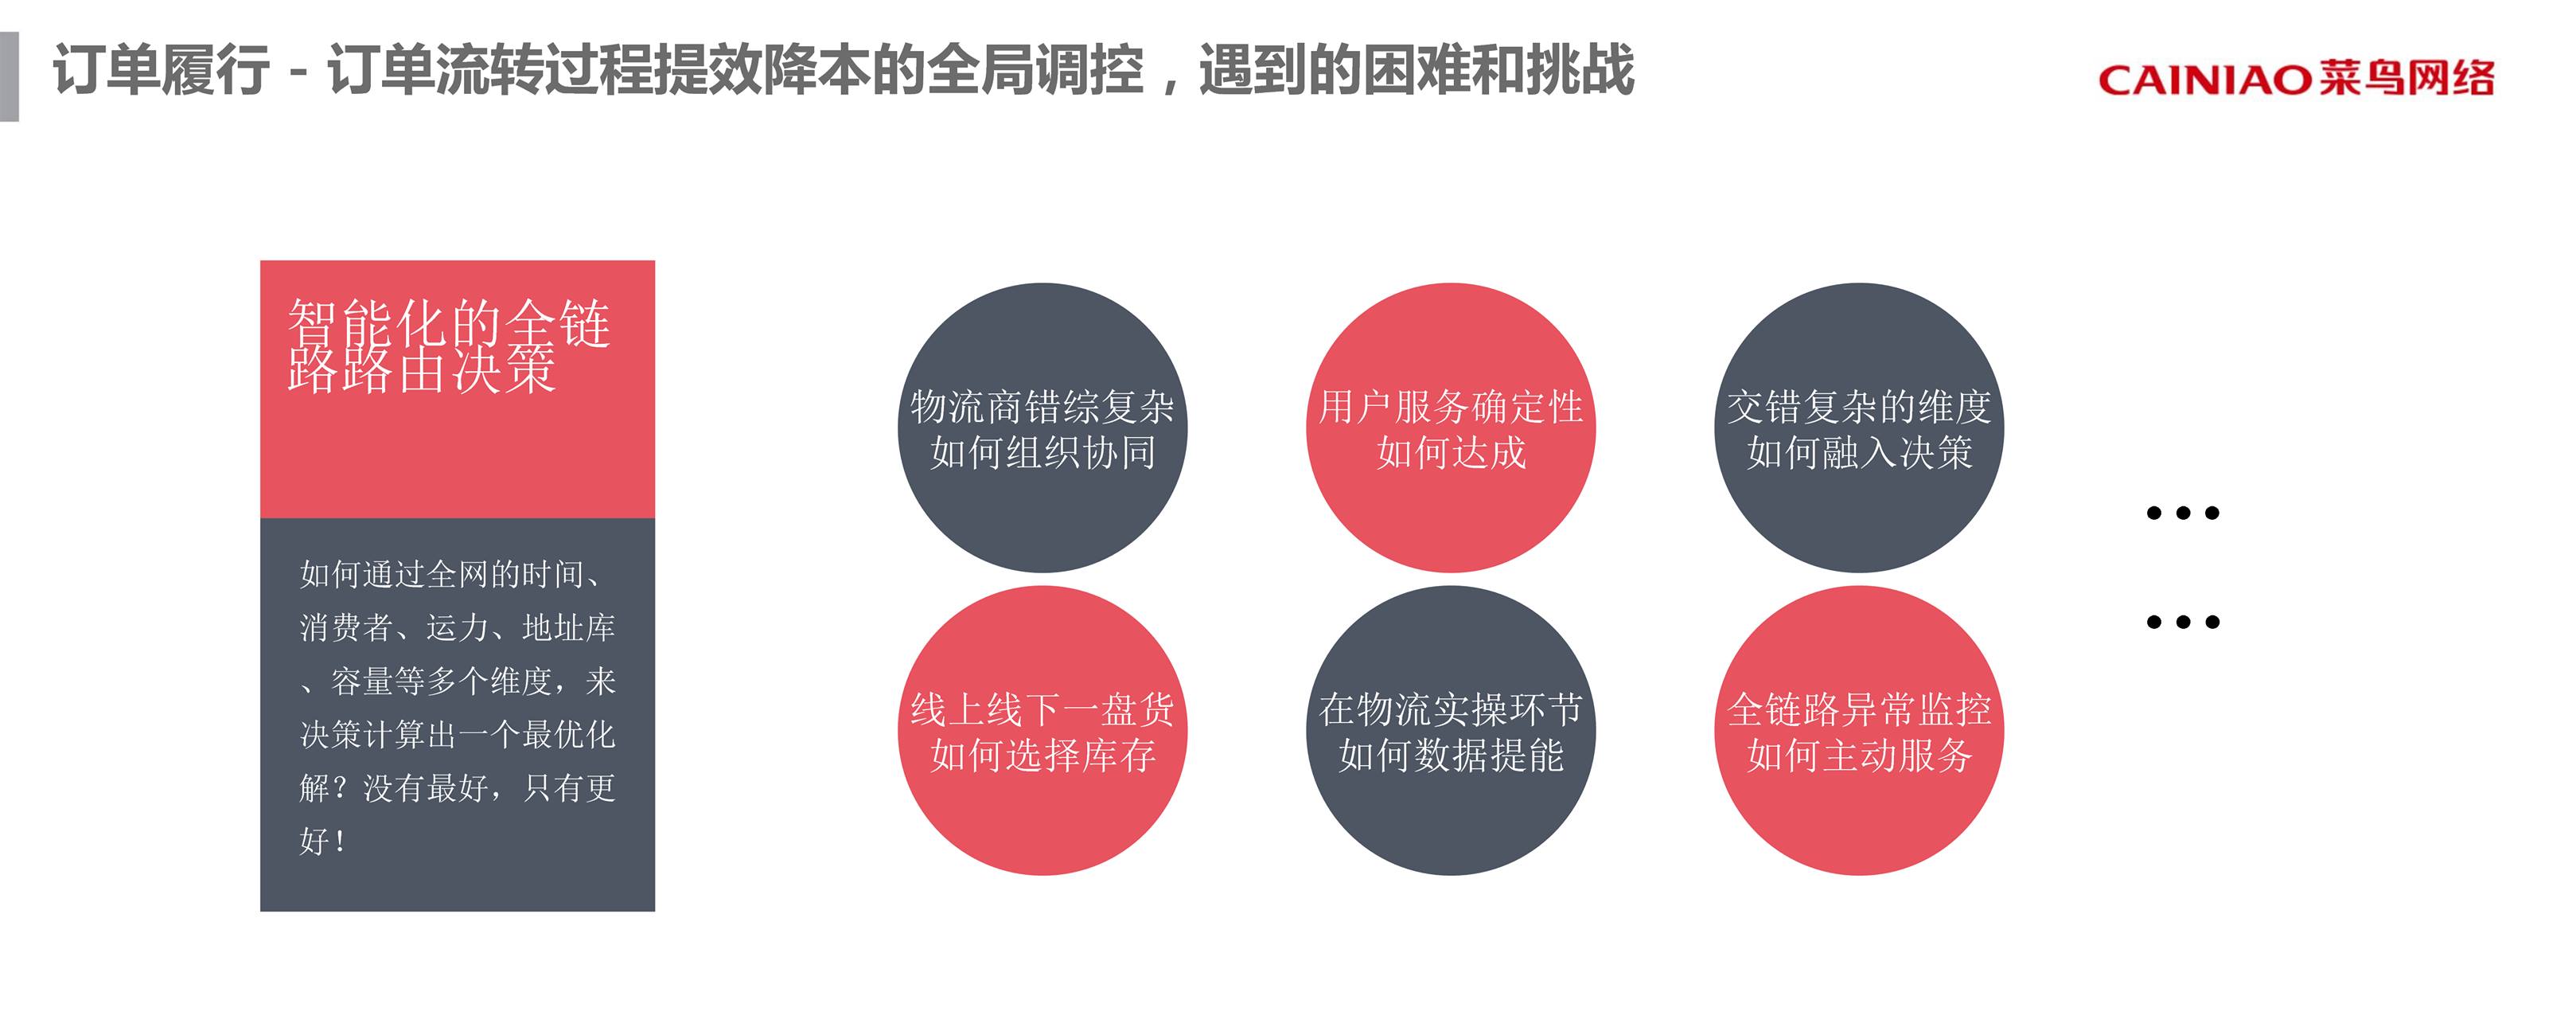 订单履行 - 订单流转过程提效降本的全局调控，遇到的困难和挑战
CAINIAO菜鸟网络
智能化的全链
路路由决策
如何通过全网的时间、
消费者、运力、地址库
、容量等多个维度，来
决策计算出一个最优化
解？没有最好，只有更
好！
物流商错综复杂
如何组织协同
用户服务确定性
如何达成
交错复杂的维度
如何融入决策
线上线下一盘货
如何选择库存
在物流实操环节
如何数据提能
全链路异常监控
如何主动服务
...
...